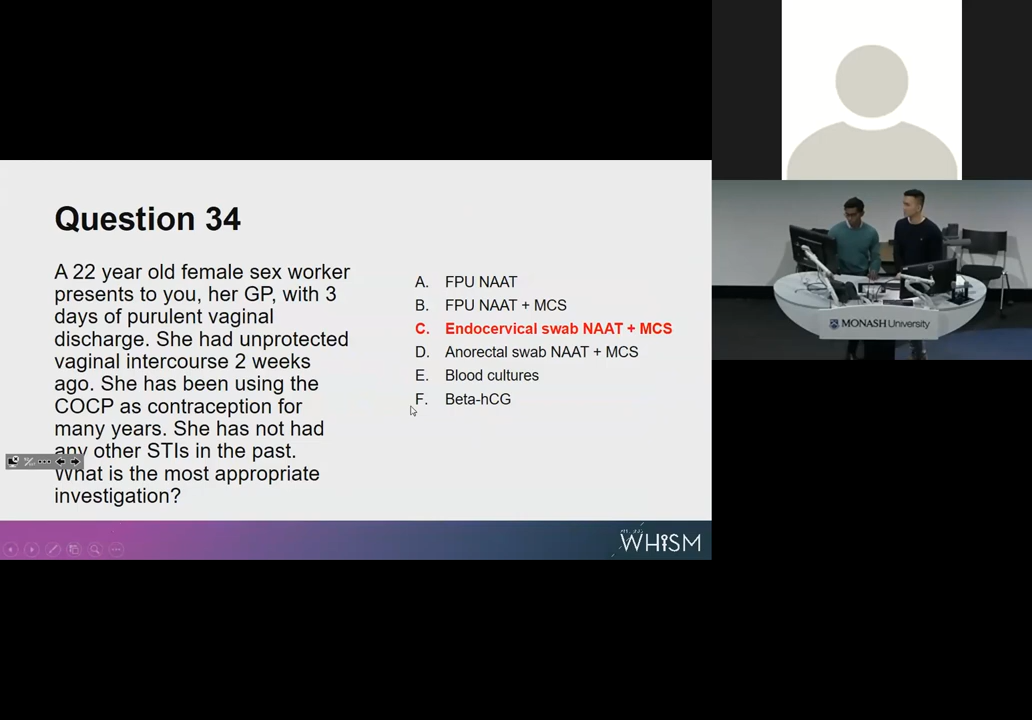 Question 34
A 22 year old female sex worker
presents to you, her GP, with 3
days of purulent vaginal
discharge. She had unprotected
vaginal intercourse 2 weeks
ago. She has been using the
COCP as contraception for
many years. She has not had
any other STIs in the past.
What is the most appropriate
investigation?
A. FPU NAAT
B. FPU NAAT + MCS
C. Endocervical swab NAAT + MCS
D. Anorectal swab NAAT + MCS
E. Blood cultures
F. Beta-hCG
WHISM
MONASH University